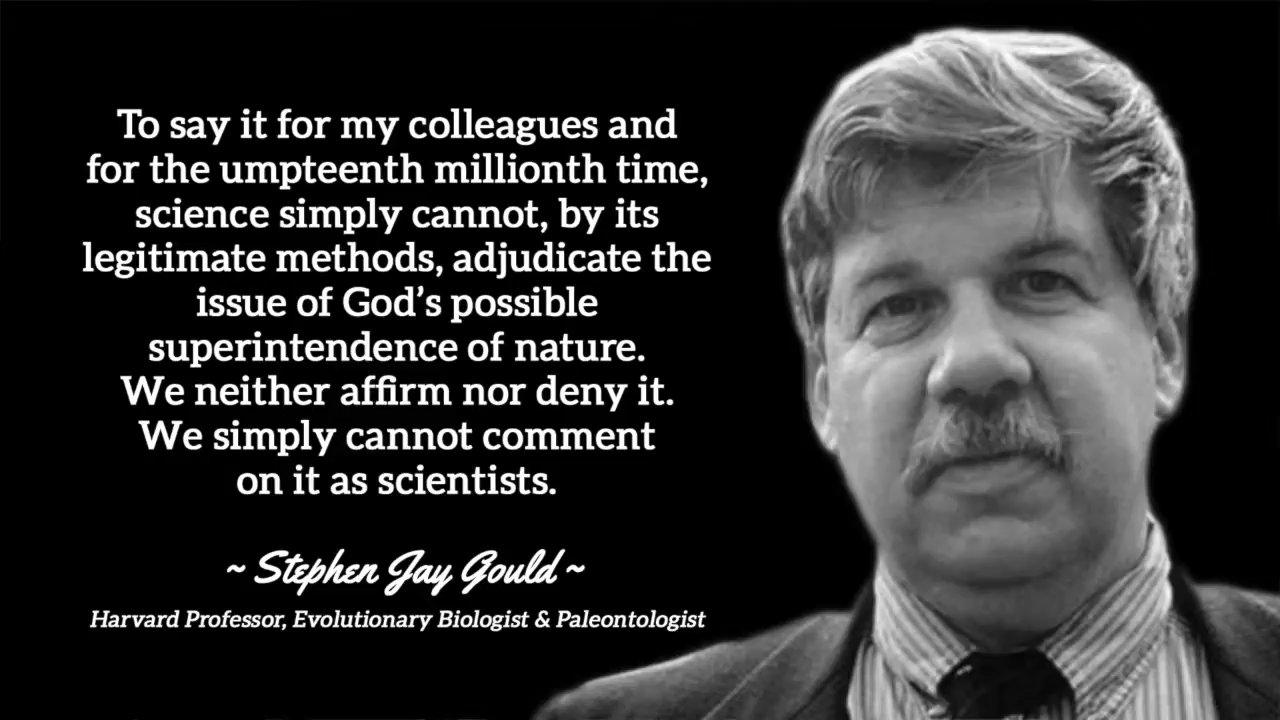 To say it for my colleagues and
for the umpteenth millionth time,
science simply cannot, by its
legitimate methods, adjudicate the
issue of God’s possible
superintendence of nature.
We neither affirm nor deny it.
We simply cannot comment
on it as scientists.
~ Stephen Jay Gould ~
Harvard Professor, Evolutionary Biologist & Paleontologist